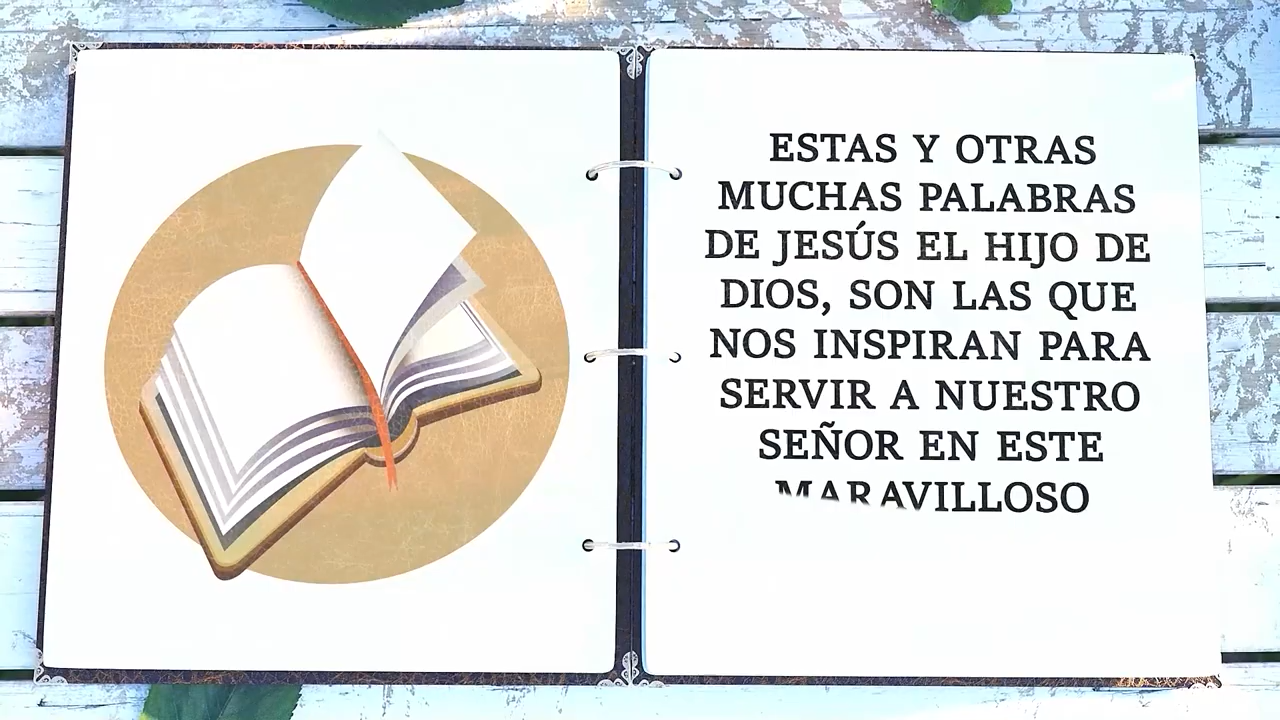 ESTAS Y OTRAS
MUCHAS PALABRAS
DE JESÚS EL HIJO DE
DIOS, SON LAS QUE
NOS INSPIRAN PARA
SERVIR A NUESTRO
SEÑOR EN ESTE
MARAVILLOSO